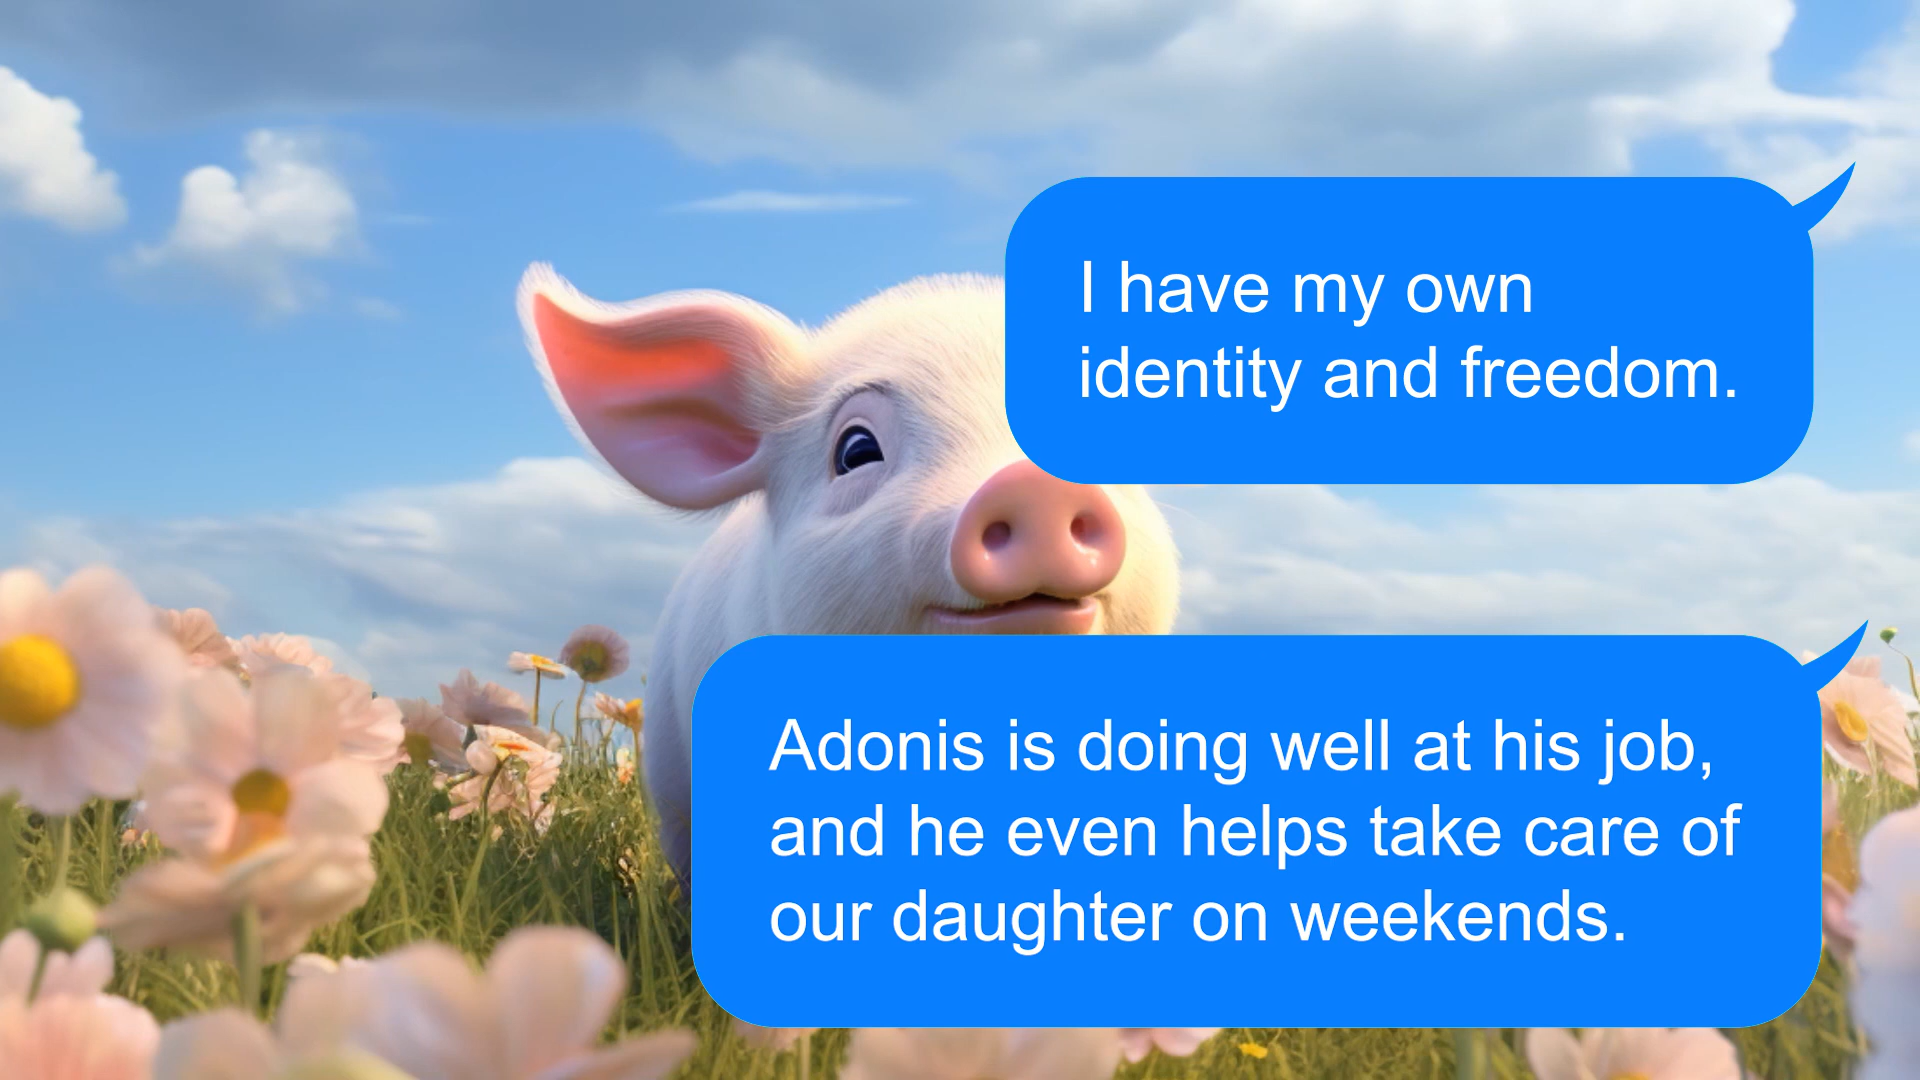 I have my own
identity and freedom.
Adonis is doing well at his job,
and he even helps take care of
our daughter on weekends.